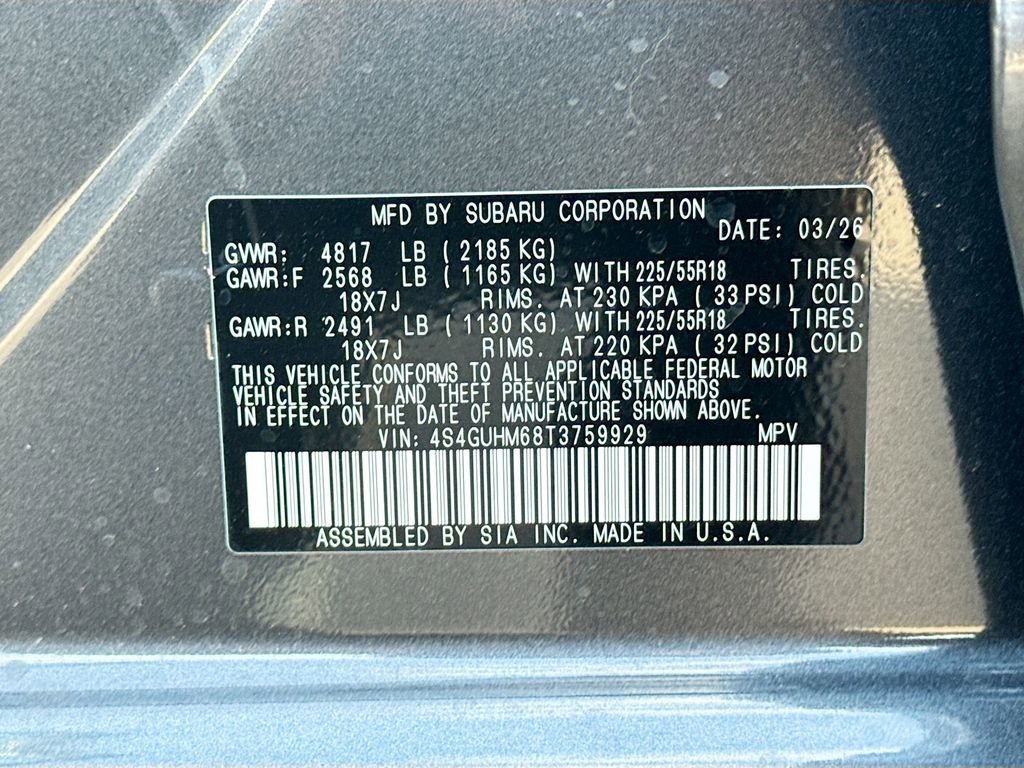 MFD BY SUBARU CORPORATION DATE: 03/26
GVWR: 4817 LB ( 2185 KG)
GAWR:F 2568 LB ( 1165 KG) WITH 225/55R18 TIRES.
18X7J RIMS. AT 230 KPA ( 33 PSI) COLD
GAWR:R 2491 LB ( 1130 KG) WITH 225/55R18 TIRES.
18X7J RIMS. AT 220 KPA ( 32 PSI) COLD
THIS VEHICLE CONFORMS TO ALL APPLICABLE FEDERAL MOTOR
VEHICLE SAFETY AND THEFT PREVENTION STANDARDS
IN EFFECT ON THE DATE OF MANUFACTURE SHOWN ABOVE.
VIN: 4S4GUHM68T3759929 MPV
ASSEMBLED BY SIA INC. MADE IN U.S.A.